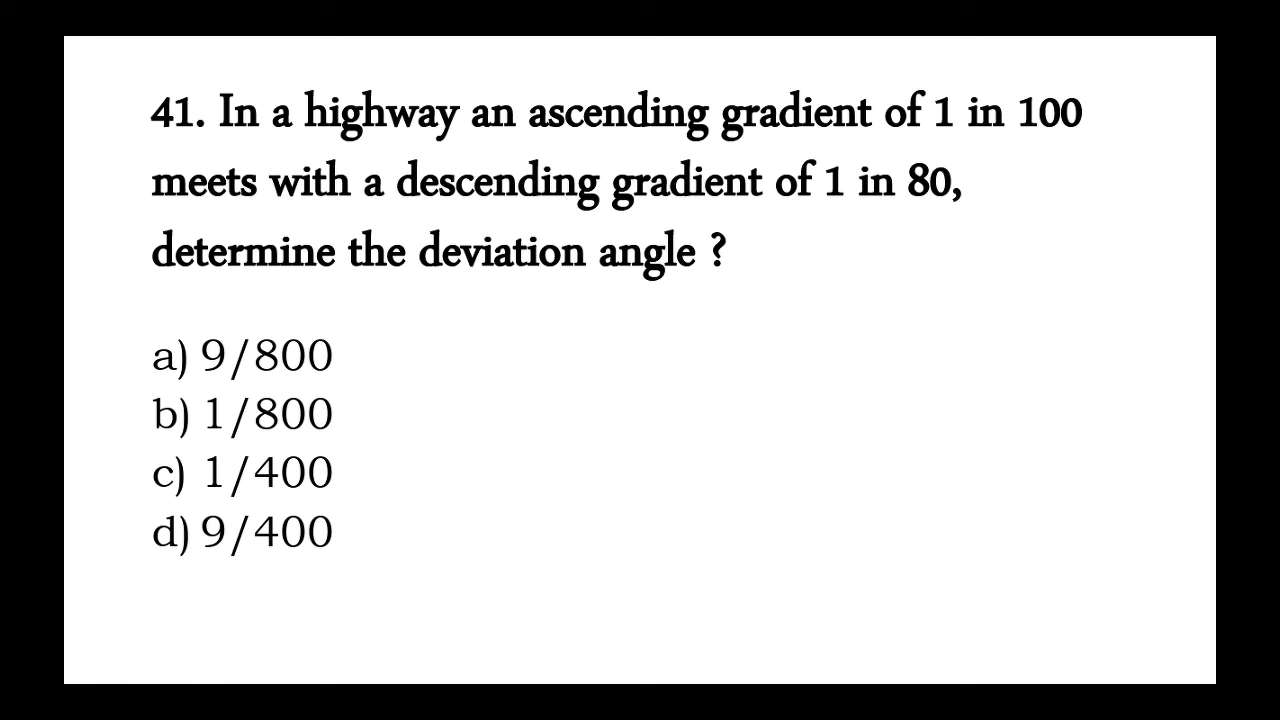 41. In a highway an ascending gradient of 1 in 100
meets with a descending gradient of 1 in 80,
determine the deviation angle ?
a) 9/800
b) 1/800
c) 1/400
d) 9/400